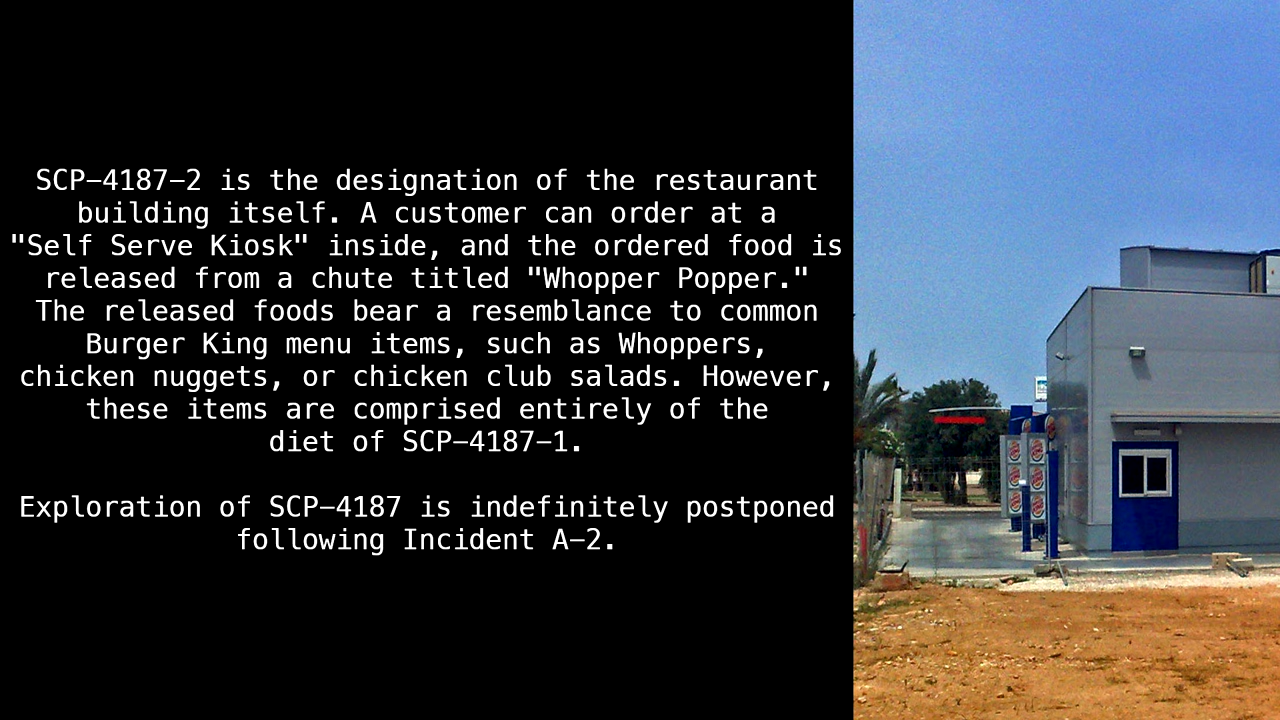 SCP-4187-2 is the designation of the restaurant
building itself. A customer can order at a
"Self Serve Kiosk" inside, and the ordered food is
released from a chute titled "Whopper Popper."
The released foods bear a resemblance to common
Burger King menu items, such as Whoppers,
chicken nuggets, or chicken club salads. However,
these items are comprised entirely of the
diet of SCP-4187-1.
Exploration of SCP-4187 is indefinitely postponed
following Incident A-2.